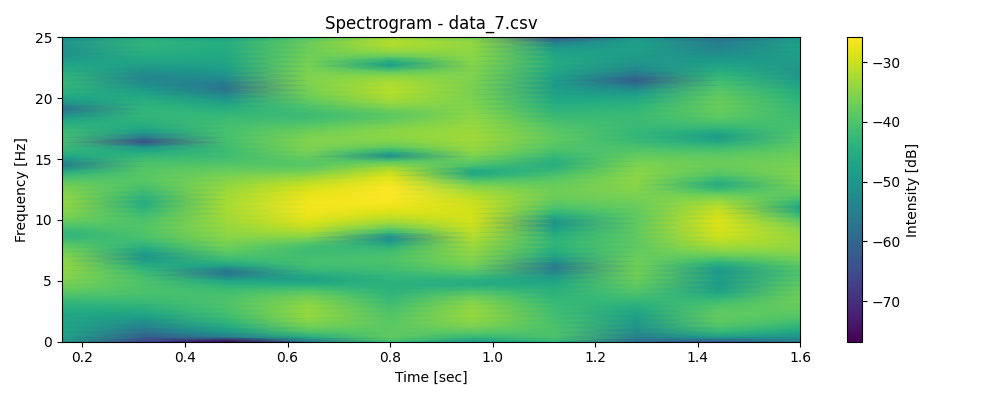 Spectrogram - data_7.csv
25
20
15
10
5
0
Frequency [Hz]
0.2 0.4 0.6 0.8 1.0 1.2 1.4 1.6
Time [sec]
−30
−40
−50
−60
−70
Intensity [dB]